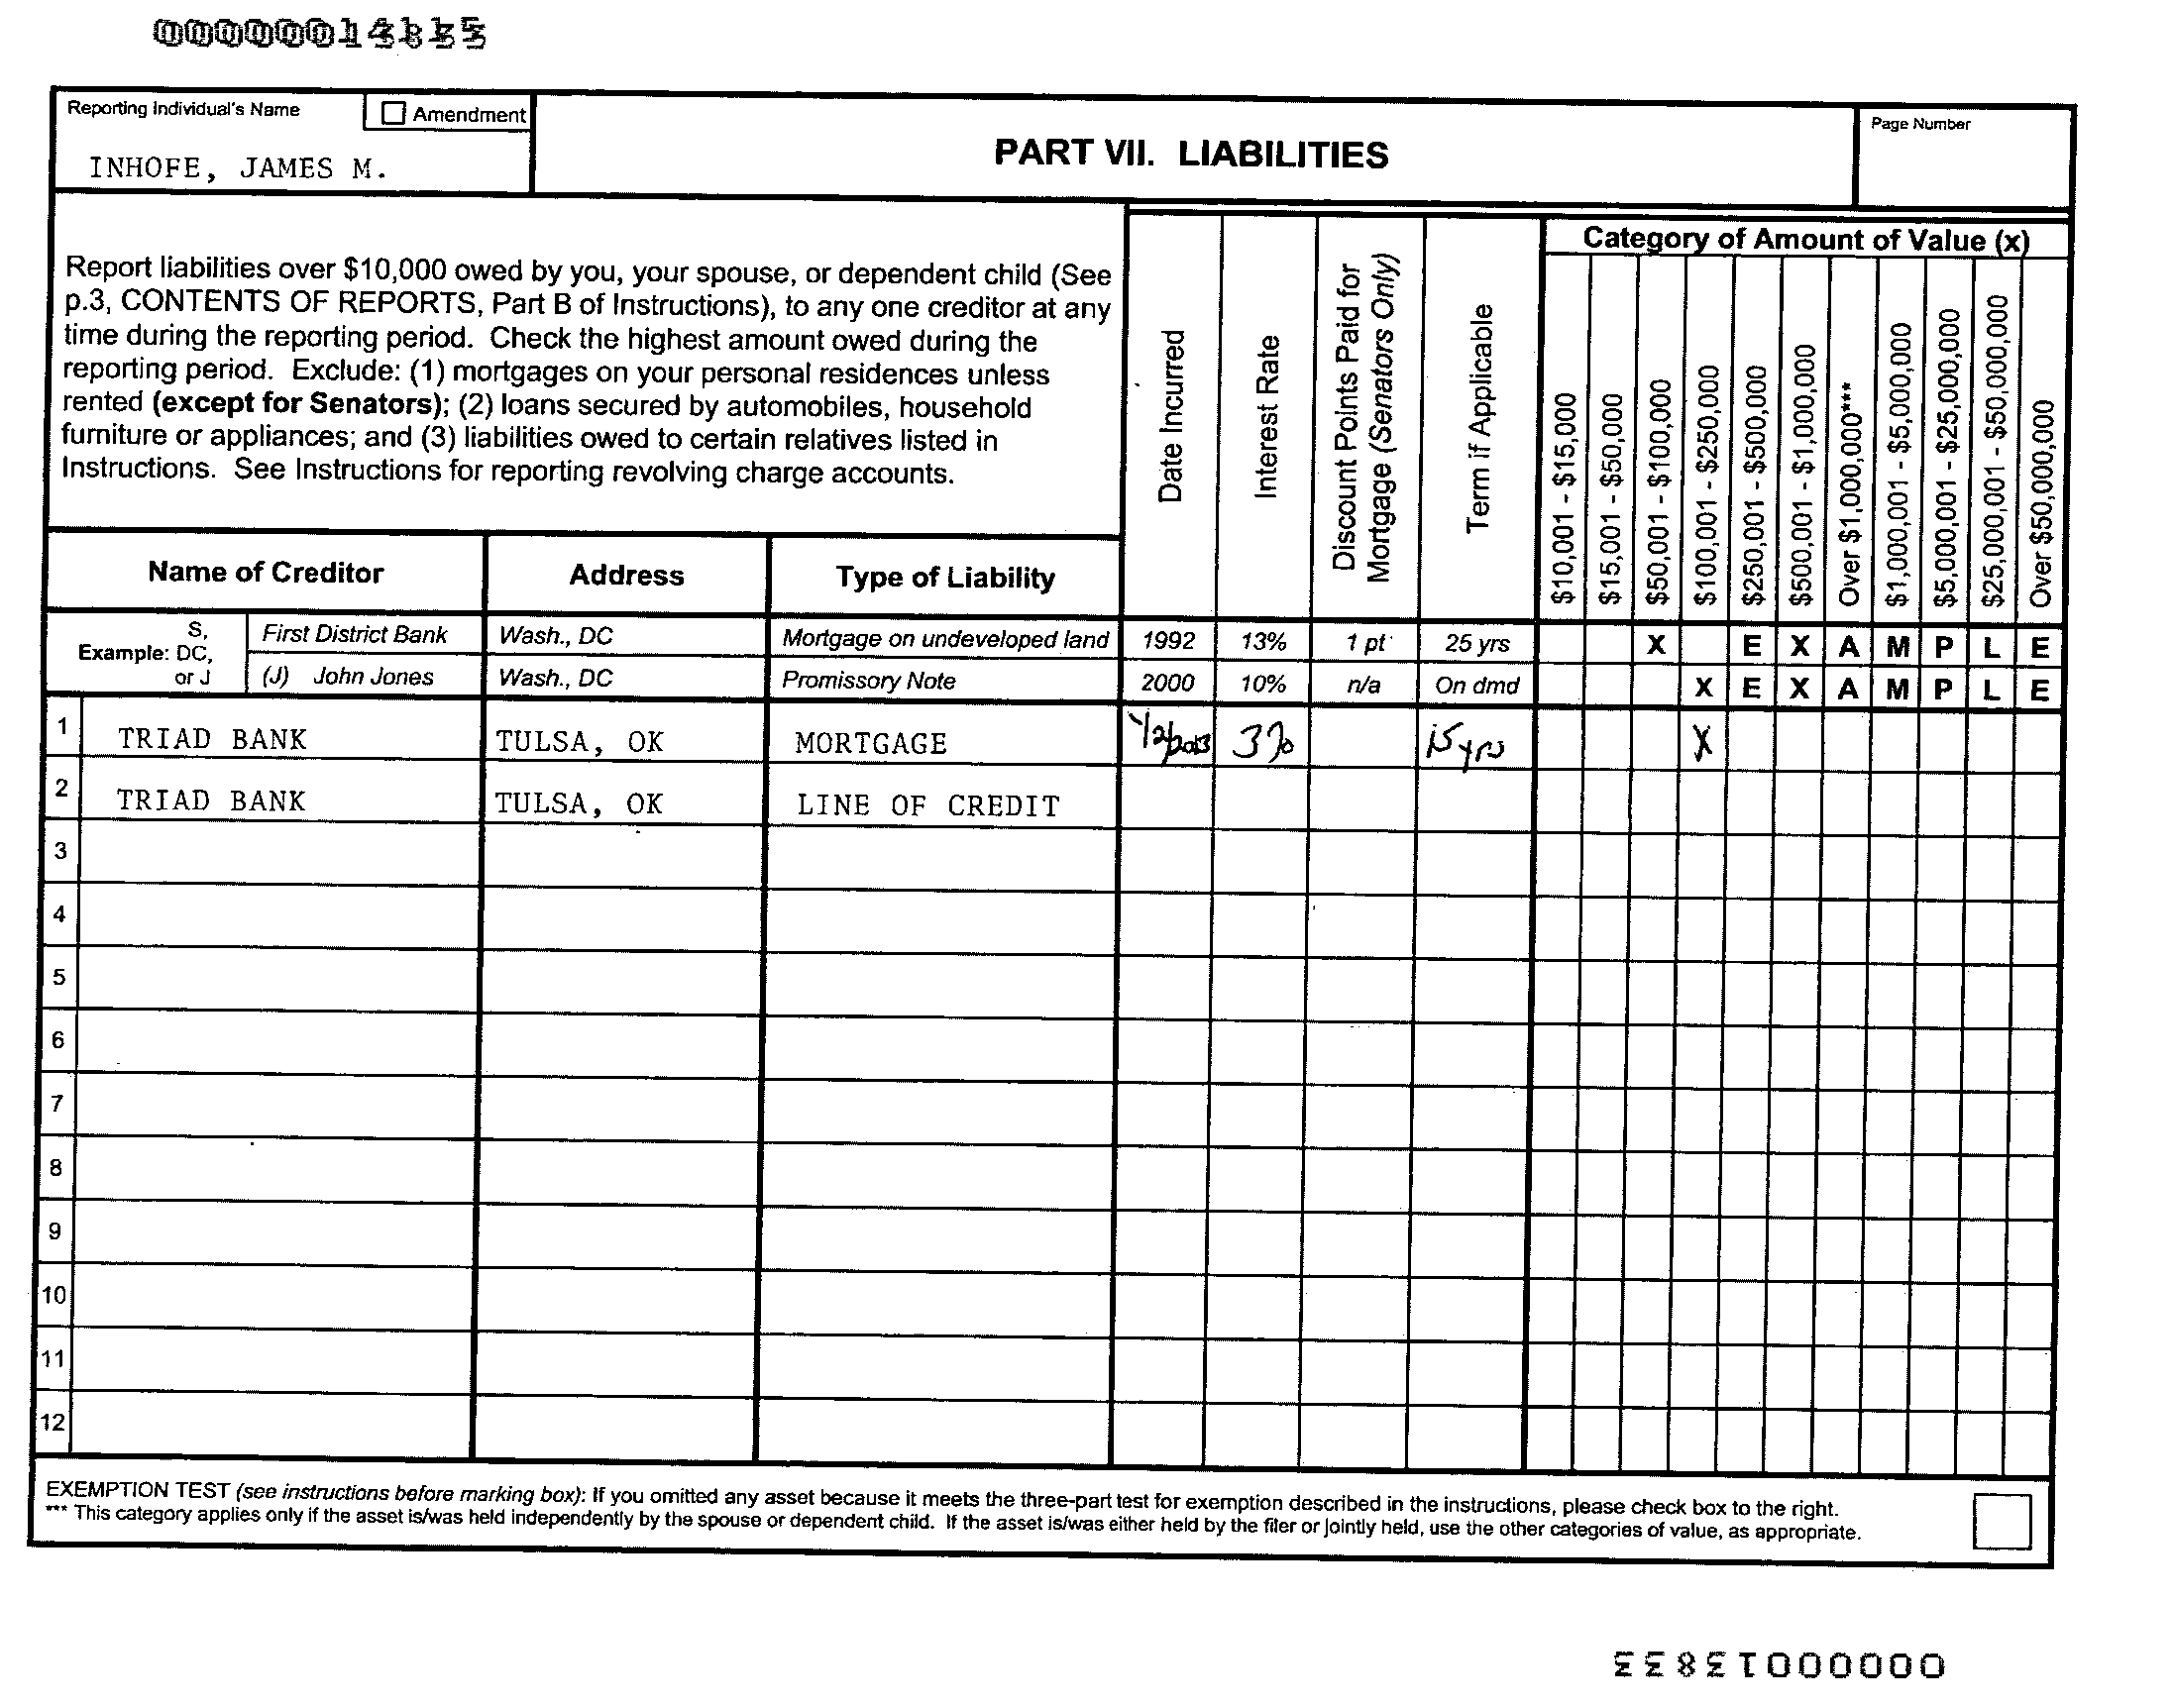 Reporting Individual's Name
Amendment
INHOFE, JAMES M.
PART VII. LIABILITIES
Page Number
Report liabilities over $10,000 owed by you, your spouse, or dependent child (See
p.3, CONTENTS OF REPORTS, Part B of Instructions), to any one creditor at any
time during the reporting period. Check the highest amount owed during the
reporting period. Exclude: (1) mortgages on your personal residences unless
rented (except for Senators); (2) loans secured by automobiles, household
furniture or appliances; and (3) liabilities owed to certain relatives listed in
Instructions. See Instructions for reporting revolving charge accounts.
Name of Creditor
Address
Type of Liability
Date Incurred
Interest Rate
Discount Points Paid for
Mortgage (Senators Only)
Term if Applicable
Category of Amount of Value (x)
$10,001 - $15,000
$15,001 - $50,000
$50,001 - $100,000
$100,001 - $250,000
$250,001 - $500,000
$500,001 - $1,000,000
Over $1,000,000***
$1,000,001 - $5,000,000
$5,000,001 - $25,000,000
$25,000,001 - $50,000,000
Over $50,000,000
Example:
S,
DC,
or J
First District Bank Wash., DC Mortgage on undeveloped land 1992 13% 1 pt 25 yrs X E X A M P L E
(J) John Jones Wash., DC Promissory Note 2000 10% n/a On dmd X E X A M P L E
1 TRIAD BANK TULSA, OK MORTGAGE 3% 15 yrs X
2 TRIAD BANK TULSA, OK LINE OF CREDIT
3
4
5
6
7
8
9
10
11
12
EXEMPTION TEST (see instructions before marking box): If you omitted any asset because it meets the three-part test for exemption described in the instructions, please check box to the right.
*** This category applies only if the asset is/was held independently by the spouse or dependent child. If the asset is/was either held by the filer or jointly held, use the other categories of value, as appropriate.
00000013833